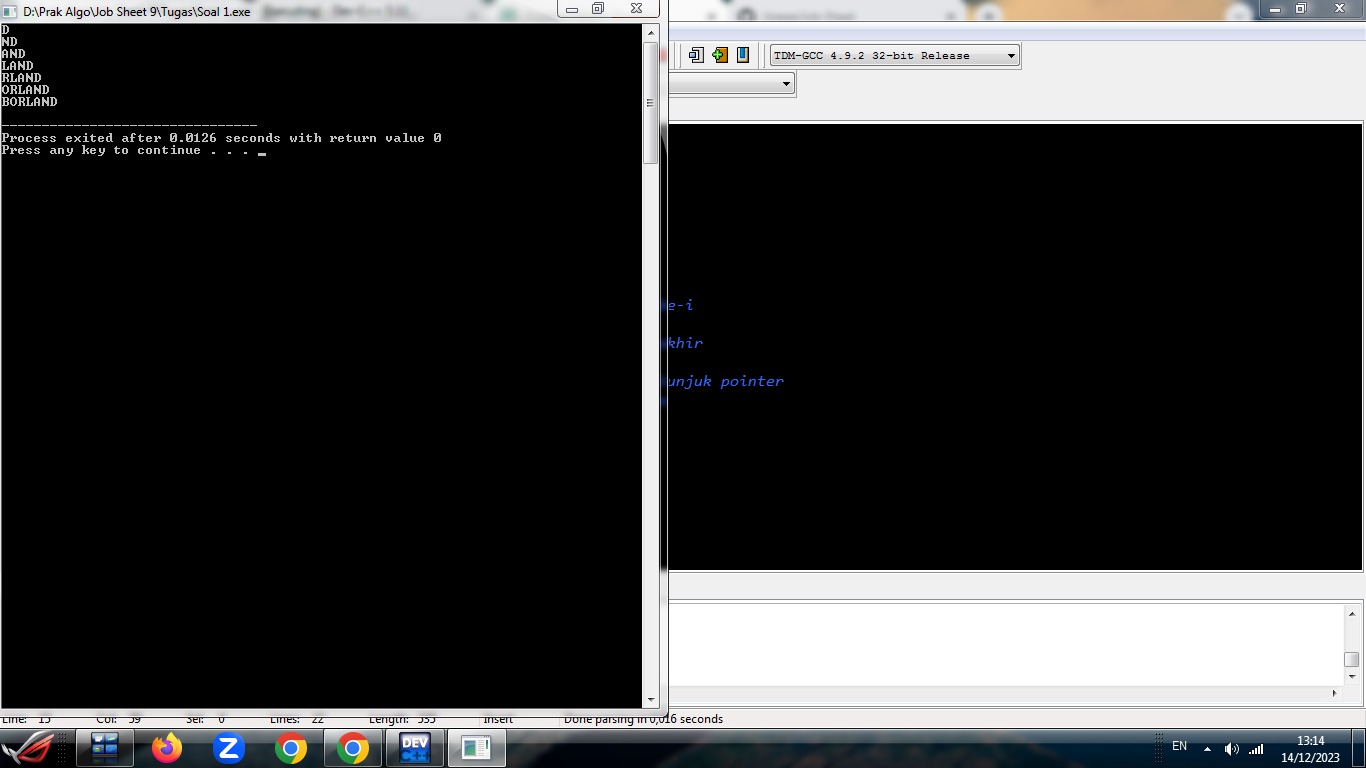 D:\Prak Algo\Job Sheet 9\Tugas\Soal 1.exe
D
ND
AND
LAND
RLAND
ORLAND
BORLAND
--------------------------------
Process exited after 0.0126 seconds with return value 0
Press any key to continue . . . _
TDM-GCC 4.9.2 32-bit Release
e-i
khir
unjuk pointer
Line: 15 Col: 39 Sel: 0 Lines: 22 Length: 535 Insert Done parsing in 0,016 seconds
DEV
C++
EN
13:14
14/12/2023